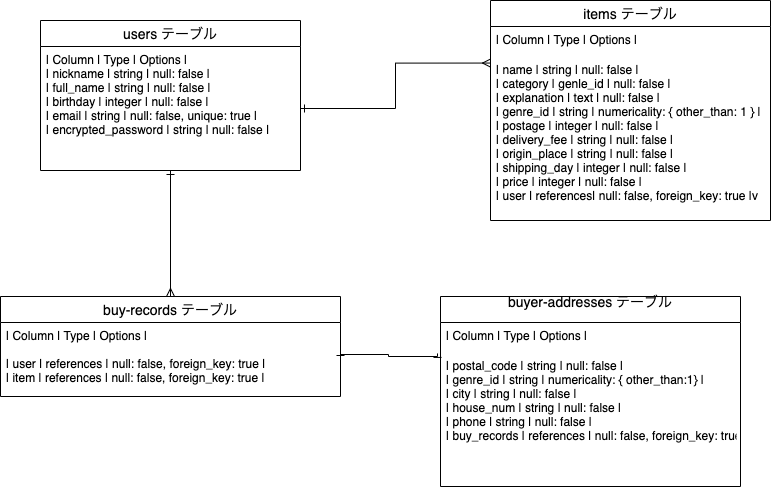 users テーブル
| Column | Type | Options |
| nickname | string | null: false |
| full_name | string | null: false |
| birthday | integer | null: false |
| email | string | null: false, unique: true |
| encrypted_password | string | null: false |
items テーブル
| Column | Type | Options |
| name | string | null: false |
| category | genle_id | null: false |
| explanation | text | null: false |
| genre_id | string | numericality: { other_than: 1 } |
| postage | integer | null: false |
| delivery_fee | string | null: false |
| origin_place | string | null: false |
| shipping_day | integer | null: false |
| price | integer | null: false |
| user | references| null: false, foreign_key: true |v
buy-records テーブル
| Column | Type | Options |
| user | references | null: false, foreign_key: true |
| item | references | null: false, foreign_key: true |
buyer-addresses テーブル
| Column | Type | Options |
| postal_code | string | null: false |
| genre_id | string | numericality: { other_than:1} |
| city | string | null: false |
| house_num | string | null: false |
| phone | string | null: false |
| buy_records | references | null: false, foreign_key: true